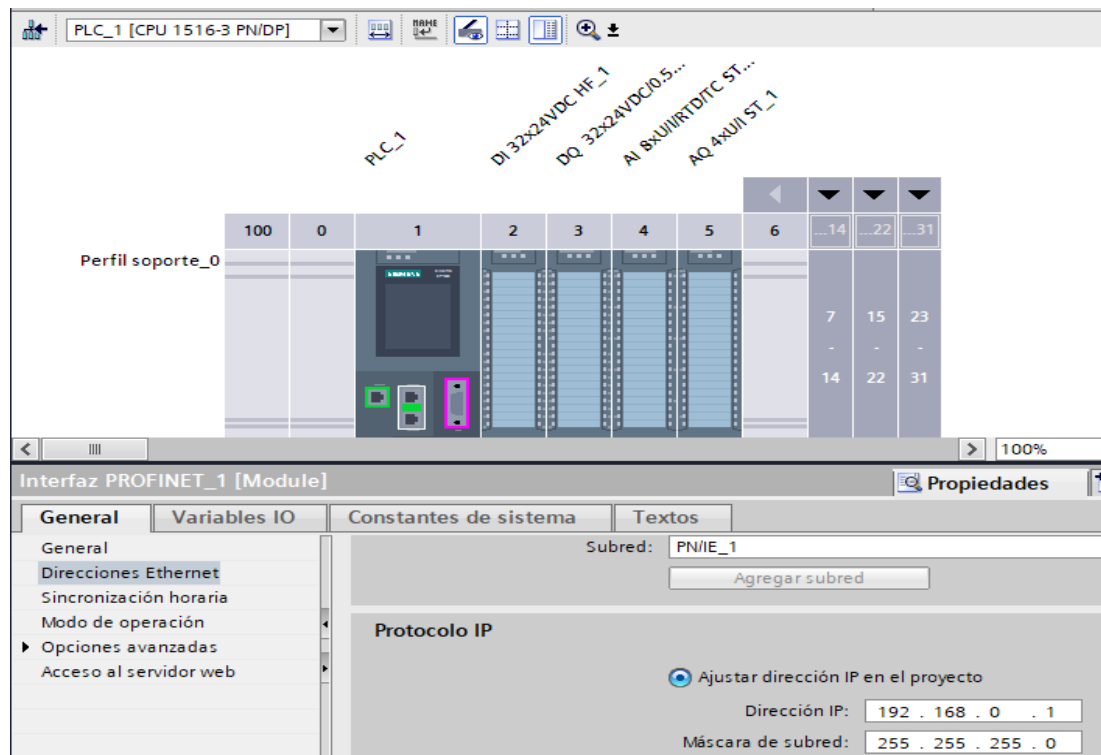 PLC_1 [CPU 1516-3 PN/DP]
PLC_1
DI 32x24VDC HF_1
DQ 32x24VDC/0.5...
AI 8xU/I/RTD/TC ST...
AQ 4xU/I ST_1
100 0 1 2 3 4 5 6 ...14 ...22 ...31
Perfil soporte_0
SIEMENS
7 15 23
- - -
14 22 31
100%
Interfaz PROFINET_1 [Module]
Propiedades
General Variables IO Constantes de sistema Textos
General
Direcciones Ethernet
Sincronización horaria
Modo de operación
Opciones avanzadas
Acceso al servidor web
Subred: PN/IE_1
Agregar subred
Protocolo IP
Ajustar dirección IP en el proyecto
Dirección IP: 192 . 168 . 0 . 1
Máscara de subred: 255 . 255 . 255 . 0